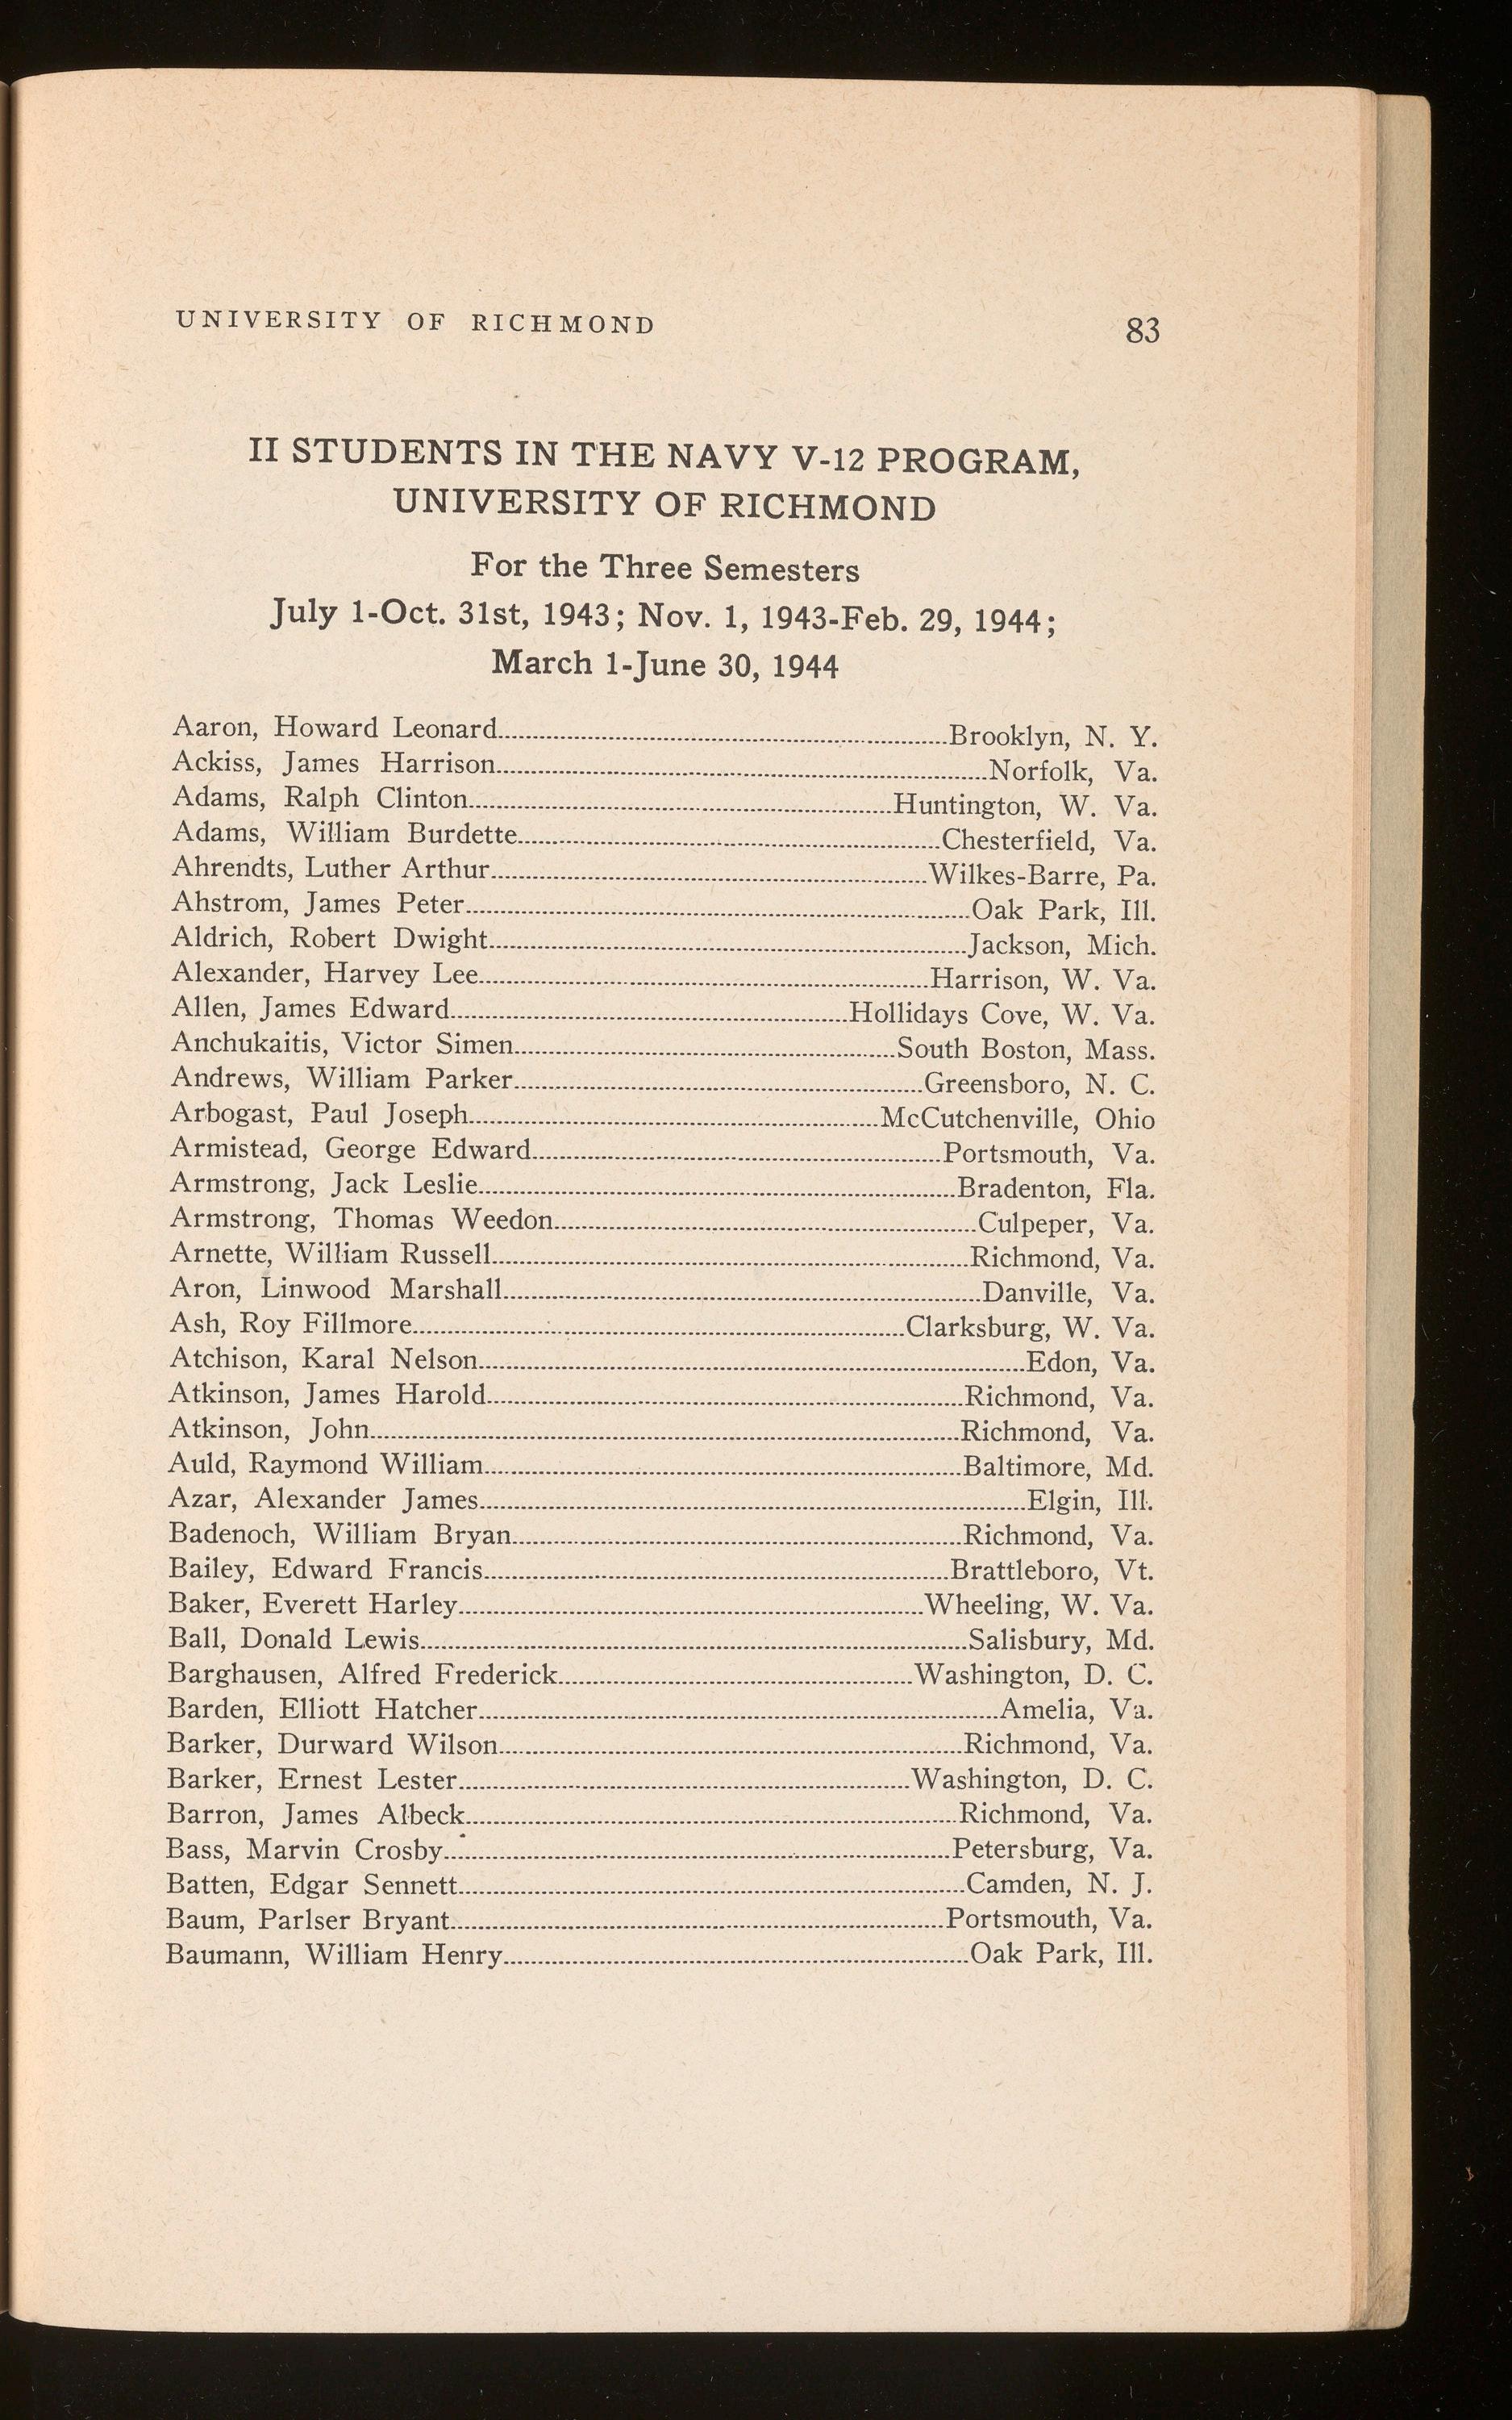 UNIVERSITY OF RICHMOND 83
II STUDENTS IN THE NAVY V-12 PROGRAM,
UNIVERSITY OF RICHMOND
For the Three Semesters
July 1-Oct. 31st, 1943; Nov. 1, 1943-Feb. 29, 1944;
March 1-June 30, 1944
Aaron, Howard Leonard Brooklyn, N. Y.
Ackiss, James Harrison Norfolk, Va.
Adams, Ralph Clinton Huntington, W. Va.
Adams, William Burdette Chesterfield, Va.
Ahrendts, Luther Arthur Wilkes-Barre, Pa.
Ahstrom, James Peter Oak Park, Ill.
Aldrich, Robert Dwight Jackson, Mich.
Alexander, Harvey Lee Harrison, W. Va.
Allen, James Edward Hollidays Cove, W. Va.
Anchukaitis, Victor Simen South Boston, Mass.
Andrews, William Parker Greensboro, N. C.
Arbogast, Paul Joseph McCutchenville, Ohio
Armistead, George Edward Portsmouth, Va.
Armstrong, Jack Leslie Bradenton, Fla.
Armstrong, Thomas Weedon Culpeper, Va.
Arnette, William Russell Richmond, Va.
Aron, Linwood Marshall Danville, Va.
Ash, Roy Fillmore Clarksburg, W. Va.
Atchison, Karal Nelson Edon, Va.
Atkinson, James Harold Richmond, Va.
Atkinson, John Richmond, Va.
Auld, Raymond William Baltimore, Md.
Azar, Alexander James Elgin, Ill.
Badenoch, William Bryan Richmond, Va.
Bailey, Edward Francis Brattleboro, Vt.
Baker, Everett Harley Wheeling, W. Va.
Ball, Donald Lewis Salisbury, Md.
Barghausen, Alfred Frederick Washington, D. C.
Barden, Elliott Hatcher Amelia, Va.
Barker, Durward Wilson Richmond, Va.
Barker, Ernest Lester Washington, D. C.
Barron, James Albeck Richmond, Va.
Bass, Marvin Crosby Petersburg, Va.
Batten, Edgar Sennett Camden, N. J.
Baum, Parlser Bryant Portsmouth, Va.
Baumann, William Henry Oak Park, Ill.